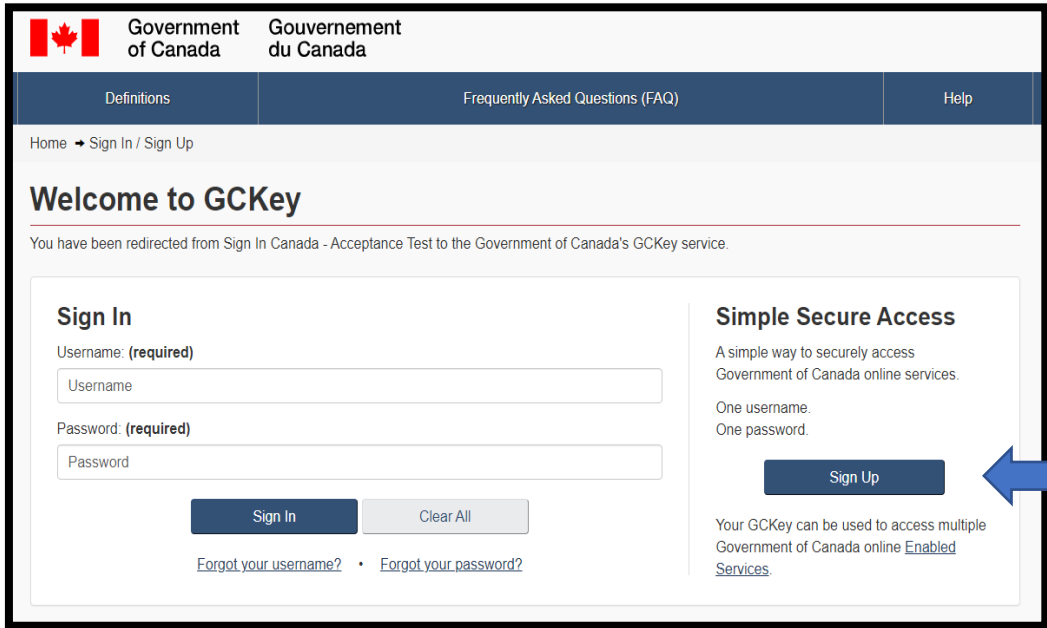 Government Gouvernement
of Canada du Canada
Definitions Frequently Asked Questions (FAQ) Help
Home → Sign In / Sign Up
Welcome to GCKey
You have been redirected from Sign In Canada - Acceptance Test to the Government of Canada's GCKey service.
Sign In
Username: (required)
Username
Password: (required)
Password
Sign In Clear All
Forgot your username? • Forgot your password?
Simple Secure Access
A simple way to securely access
Government of Canada online services.
One username.
One password.
Sign Up
Your GCKey can be used to access multiple
Government of Canada online Enabled
Services.